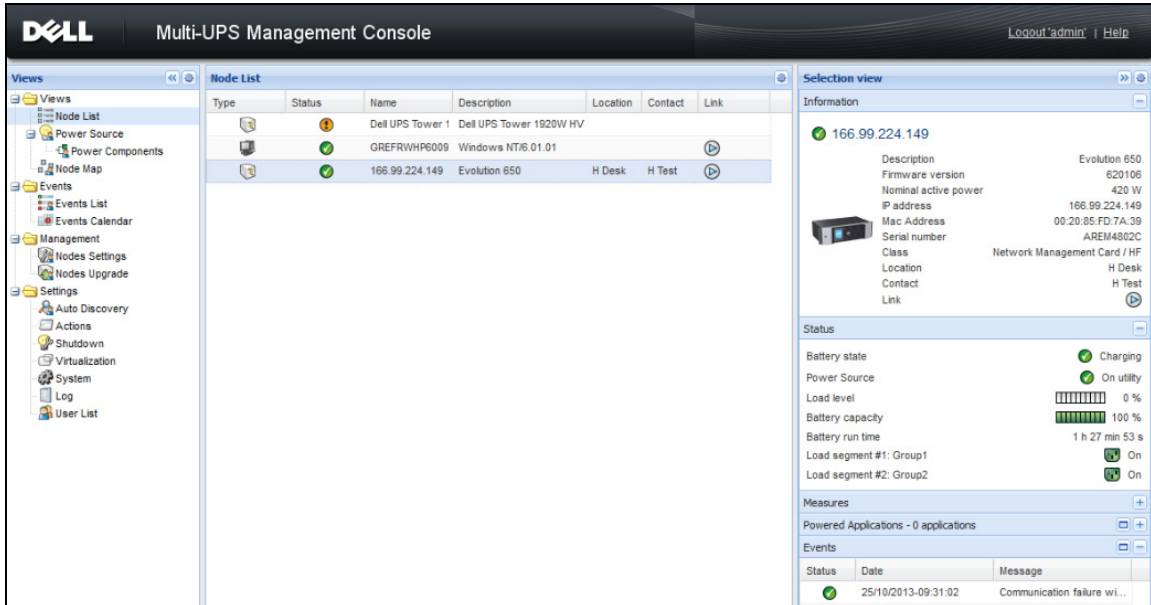 DELL Multi-UPS Management Console Logout 'admin' | Help
Views
Views
Node List
Power Source
Power Components
Node Map
Events
Events List
Events Calendar
Management
Nodes Settings
Nodes Upgrade
Settings
Auto Discovery
Actions
Shutdown
Virtualization
System
Log
User List
Node List
Type Status Name Description Location Contact Link
Dell UPS Tower 1 Dell UPS Tower 1920W HV
GREFRWHP6009 Windows NT/6.01.01
166.99.224.149 Evolution 650 H Desk H Test
Selection view
Information
166.99.224.149
Description Evolution 650
Firmware version 620106
Nominal active power 420 W
IP address 166.99.224.149
Mac Address 00:20:85:FD:7A:39
Serial number AREM4802C
Class Network Management Card / HF
Location H Desk
Contact H Test
Link
Status
Battery state Charging
Power Source On utility
Load level 0 %
Battery capacity 100 %
Battery run time 1 h 27 min 53 s
Load segment #1: Group1 On
Load segment #2: Group2 On
Measures
Powered Applications - 0 applications
Events
Status Date Message
25/10/2013-09:31:02 Communication failure wi...